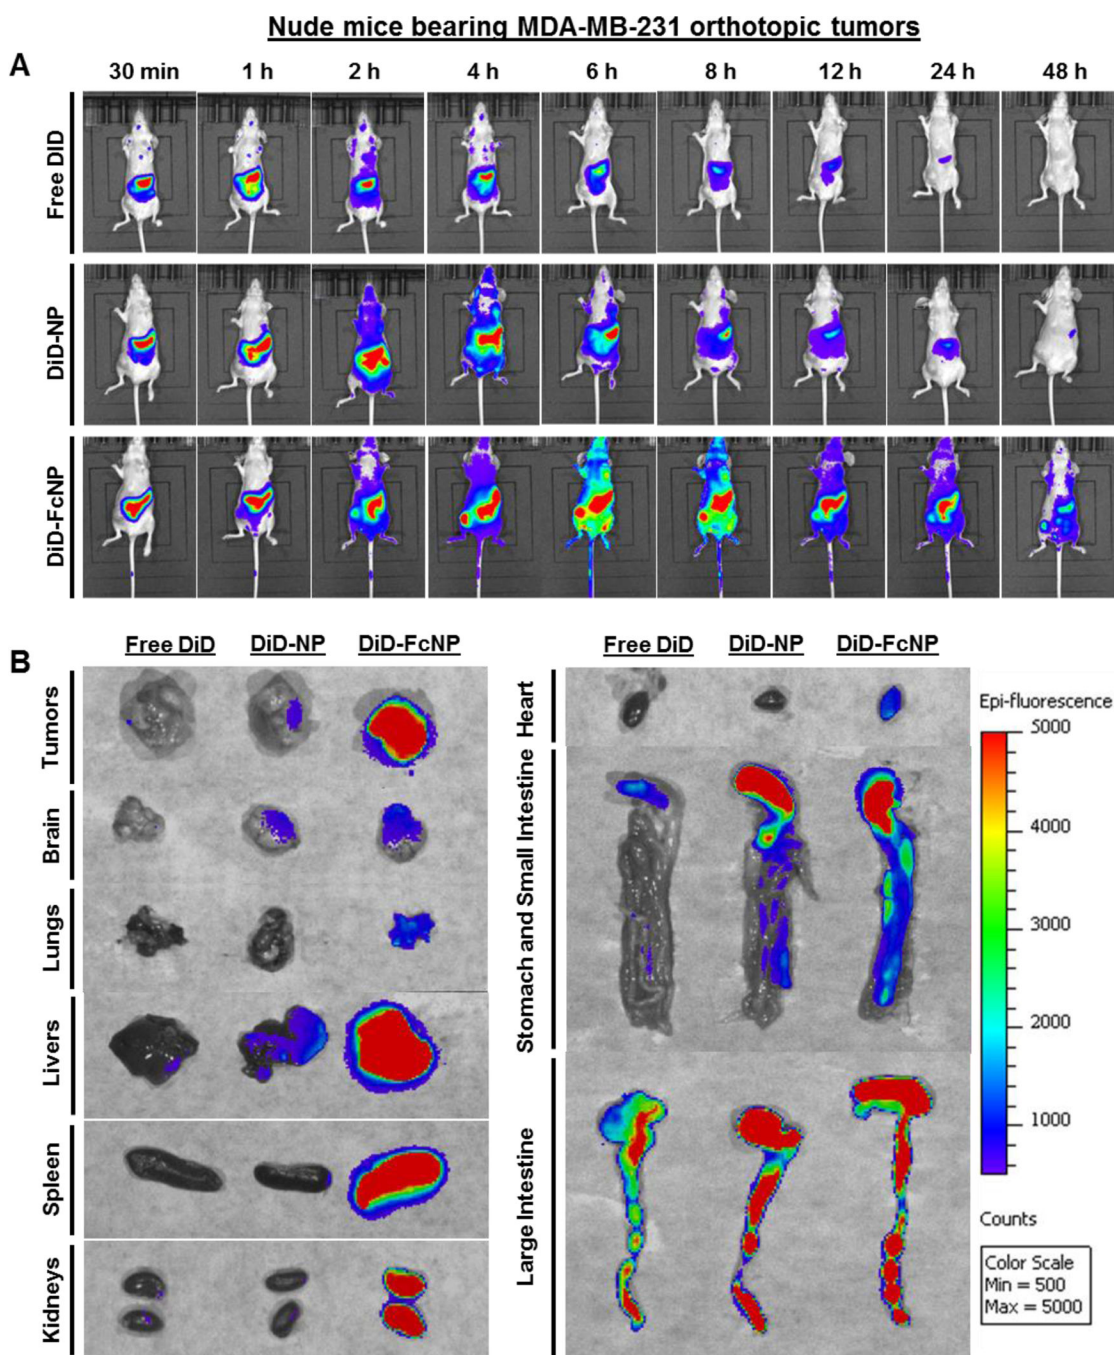 Nude mice bearing MDA-MB-231 orthotopic tumors
A
30 min 1 h 2 h 4 h 6 h 8 h 12 h 24 h 48 h
Free DID
DiD-NP
DiD-FcNP
B
Free DiD DiD-NP DiD-FcNP
Tumors
Brain
Lungs
Livers
Spleen
Kidneys
Free DiD DiD-NP DiD-FcNP
Heart
Stomach and Small Intestine
Large Intestine
Epi-fluorescence
5000
4000
3000
2000
1000
Counts
Color Scale
Min = 500
Max = 5000